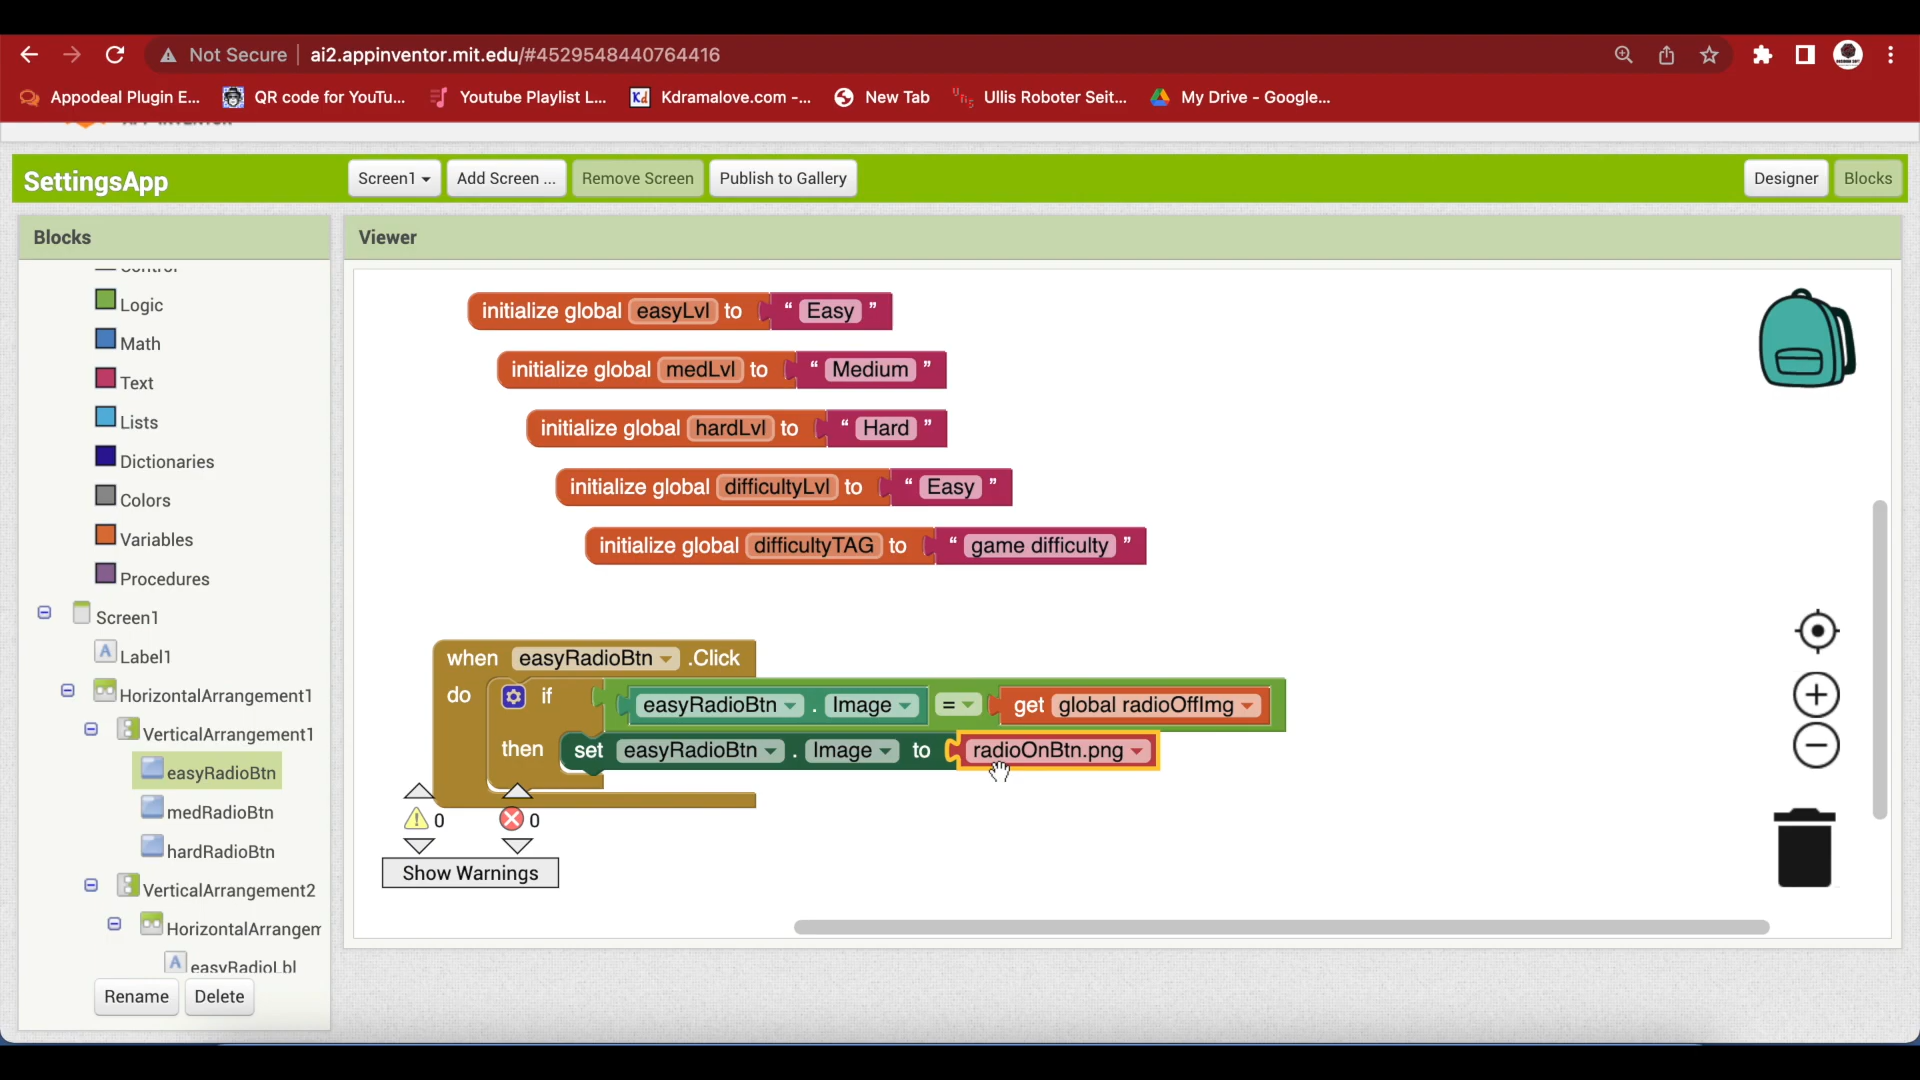 Not Secure | ai2.appinventor.mit.edu/#4529548440764416
Appodeal Plugin E... QR code for YouTu... Youtube Playlist L... Kd Kdramalove.com -... New Tab Ullis Roboter Seit... My Drive - Google...
SettingsApp Screen1 Add Screen ... Remove Screen Publish to Gallery Designer Blocks
Blocks Viewer
Control
Logic
Math
Text
Lists
Dictionaries
Colors
Variables
Procedures
Screen1
A Label1
HorizontalArrangement1
VerticalArrangement1
easyRadioBtn
medRadioBtn
hardRadioBtn
VerticalArrangement2
HorizontalArrangem
A easyRadioLbl
Rename Delete
initialize global easyLvl to “ Easy ”
initialize global medLvl to “ Medium ”
initialize global hardLvl to “ Hard ”
initialize global difficultyLvl to “ Easy ”
initialize global difficultyTAG to “ game difficulty ”
when easyRadioBtn .Click
do if easyRadioBtn . Image = get global radioOffImg
then set easyRadioBtn . Image to radioOnBtn.png
0 0
Show Warnings